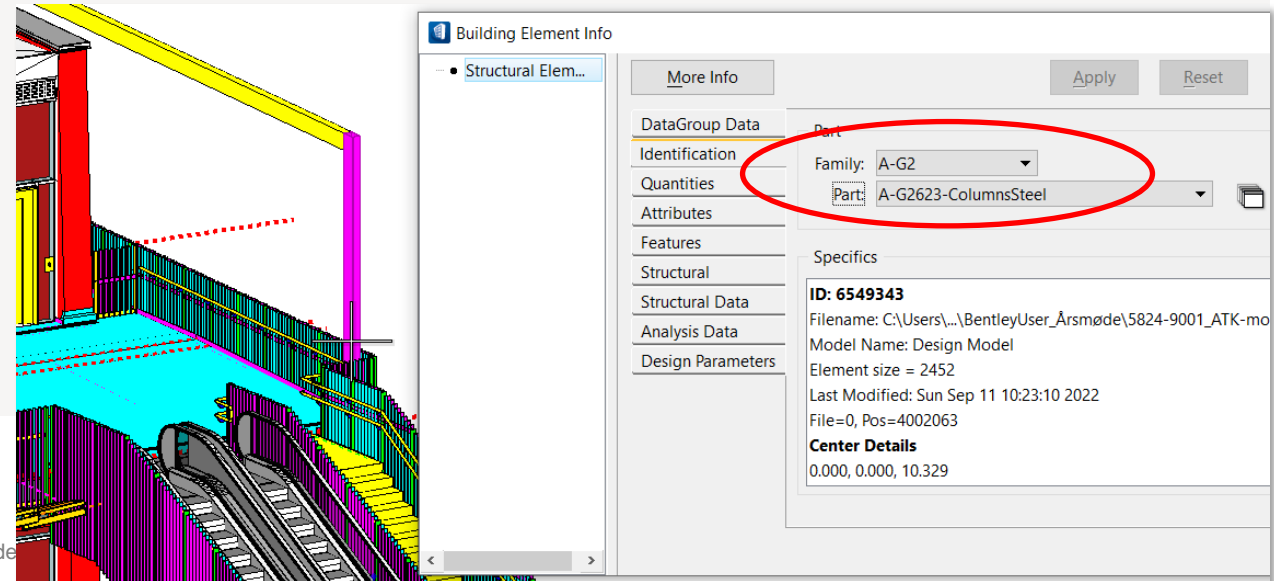 Building Element Info
Structural Elem...
More Info
Apply
Reset
DataGroup Data
Identification
Quantities
Attributes
Features
Structural
Structural Data
Analysis Data
Design Parameters
Part
Family: A-G2
Part: A-G2623-ColumnsSteel
Specifics
ID: 6549343
Filename: C:\Users\...\BentleyUser_Årsmøde\5824-9001_ATK-mo
Model Name: Design Model
Element size = 2452
Last Modified: Sun Sep 11 10:23:10 2022
File=0, Pos=4002063
Center Details
0.000, 0.000, 10.329
de